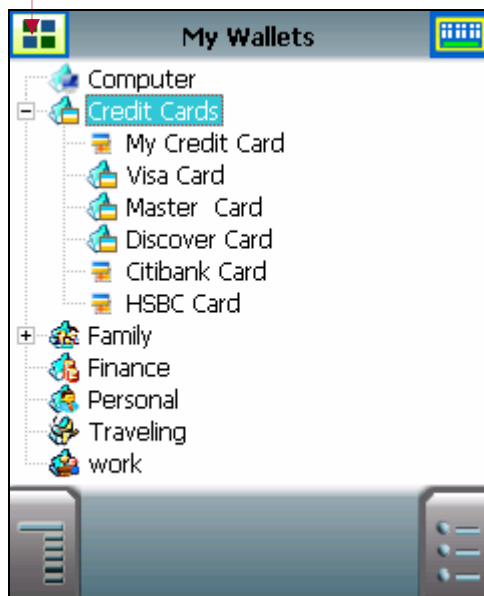 My Wallets
Computer
Credit Cards
My Credit Card
Visa Card
Master  Card
Discover Card
Citibank Card
HSBC Card
Family
Finance
Personal
Traveling
work